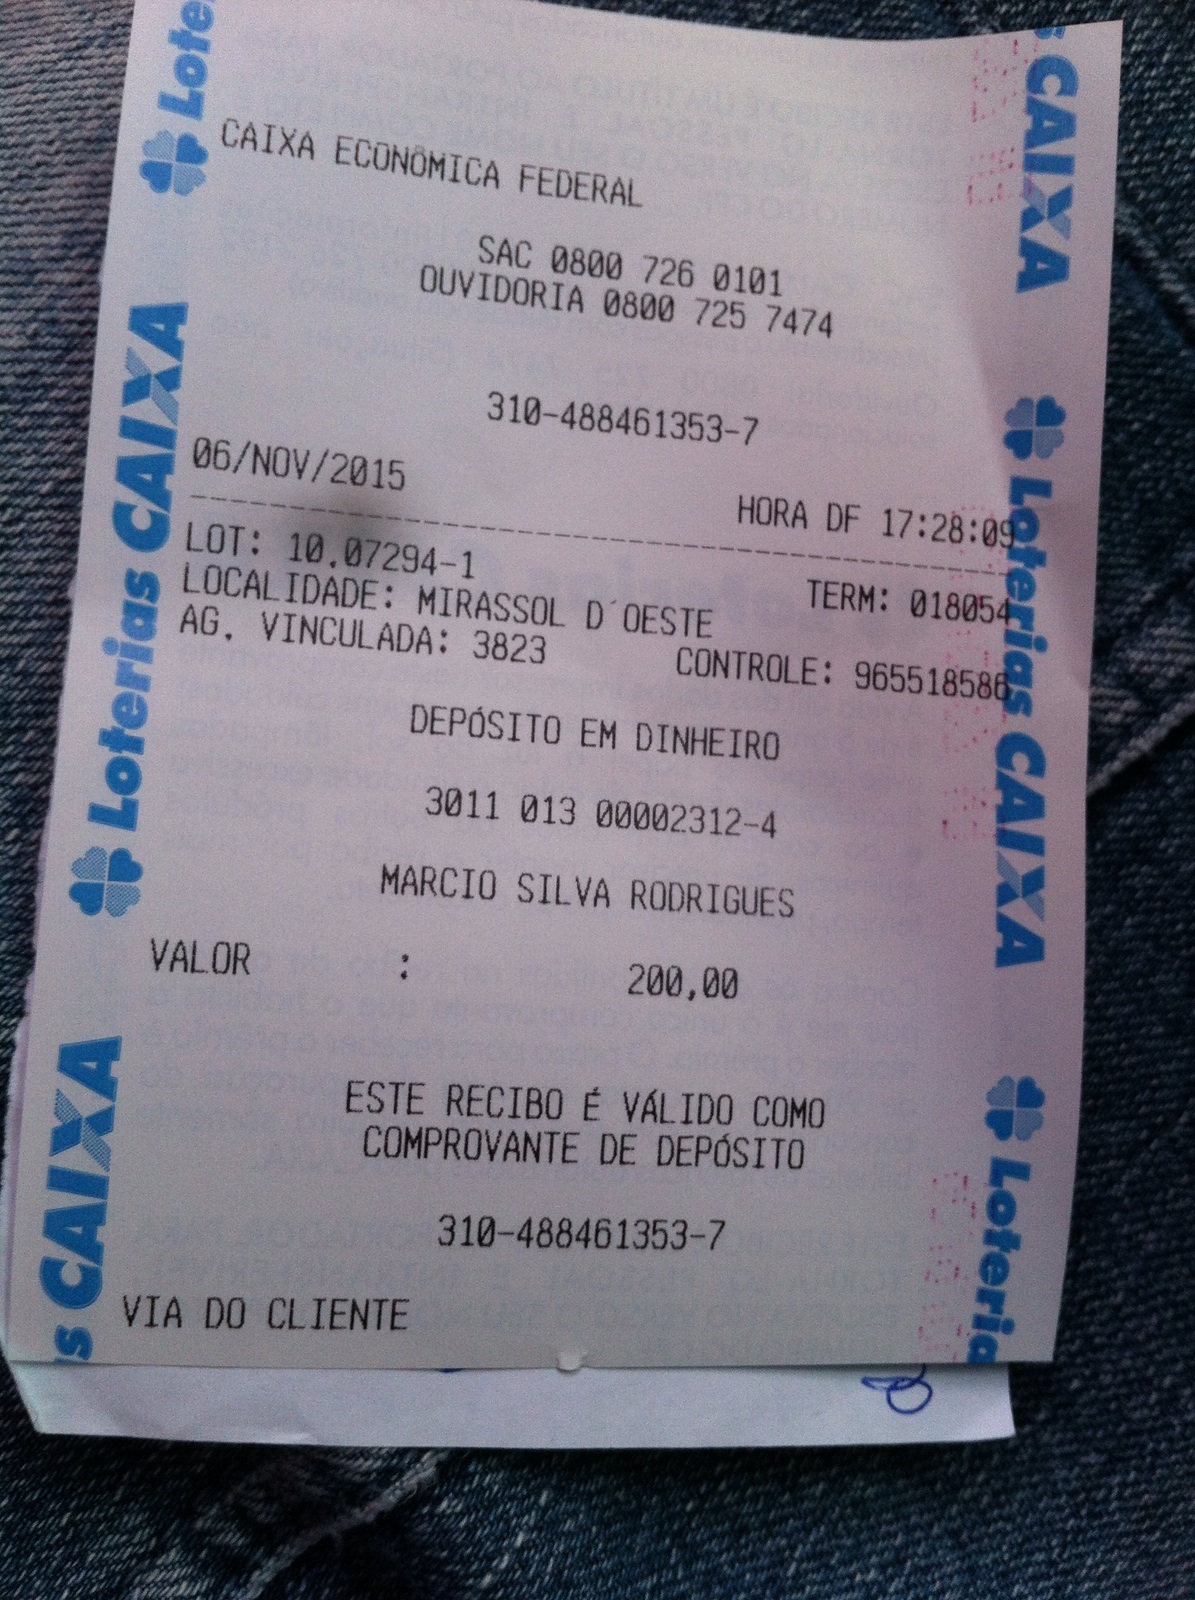 CAIXA ECONÔMICA FEDERAL
SAC 0800 726 0101
OUVIDORIA 0800 725 7474
310-488461353-7
06/NOV/2015
HORA DF 17:28:09
LOT: 10.07294-1
TERM: 018054
LOCALIDADE: MIRASSOL D´OESTE
AG. VINCULADA: 3823
CONTROLE: 965518586
DEPÓSITO EM DINHEIRO
3011 013 00002312-4
MARCIO SILVA RODRIGUES
VALOR : 200,00
ESTE RECIBO É VÁLIDO COMO
COMPROVANTE DE DEPÓSITO
310-488461353-7
VIA DO CLIENTE
Loterias CAIXA
CAIXA
CAIXA
Loterias CAIXA